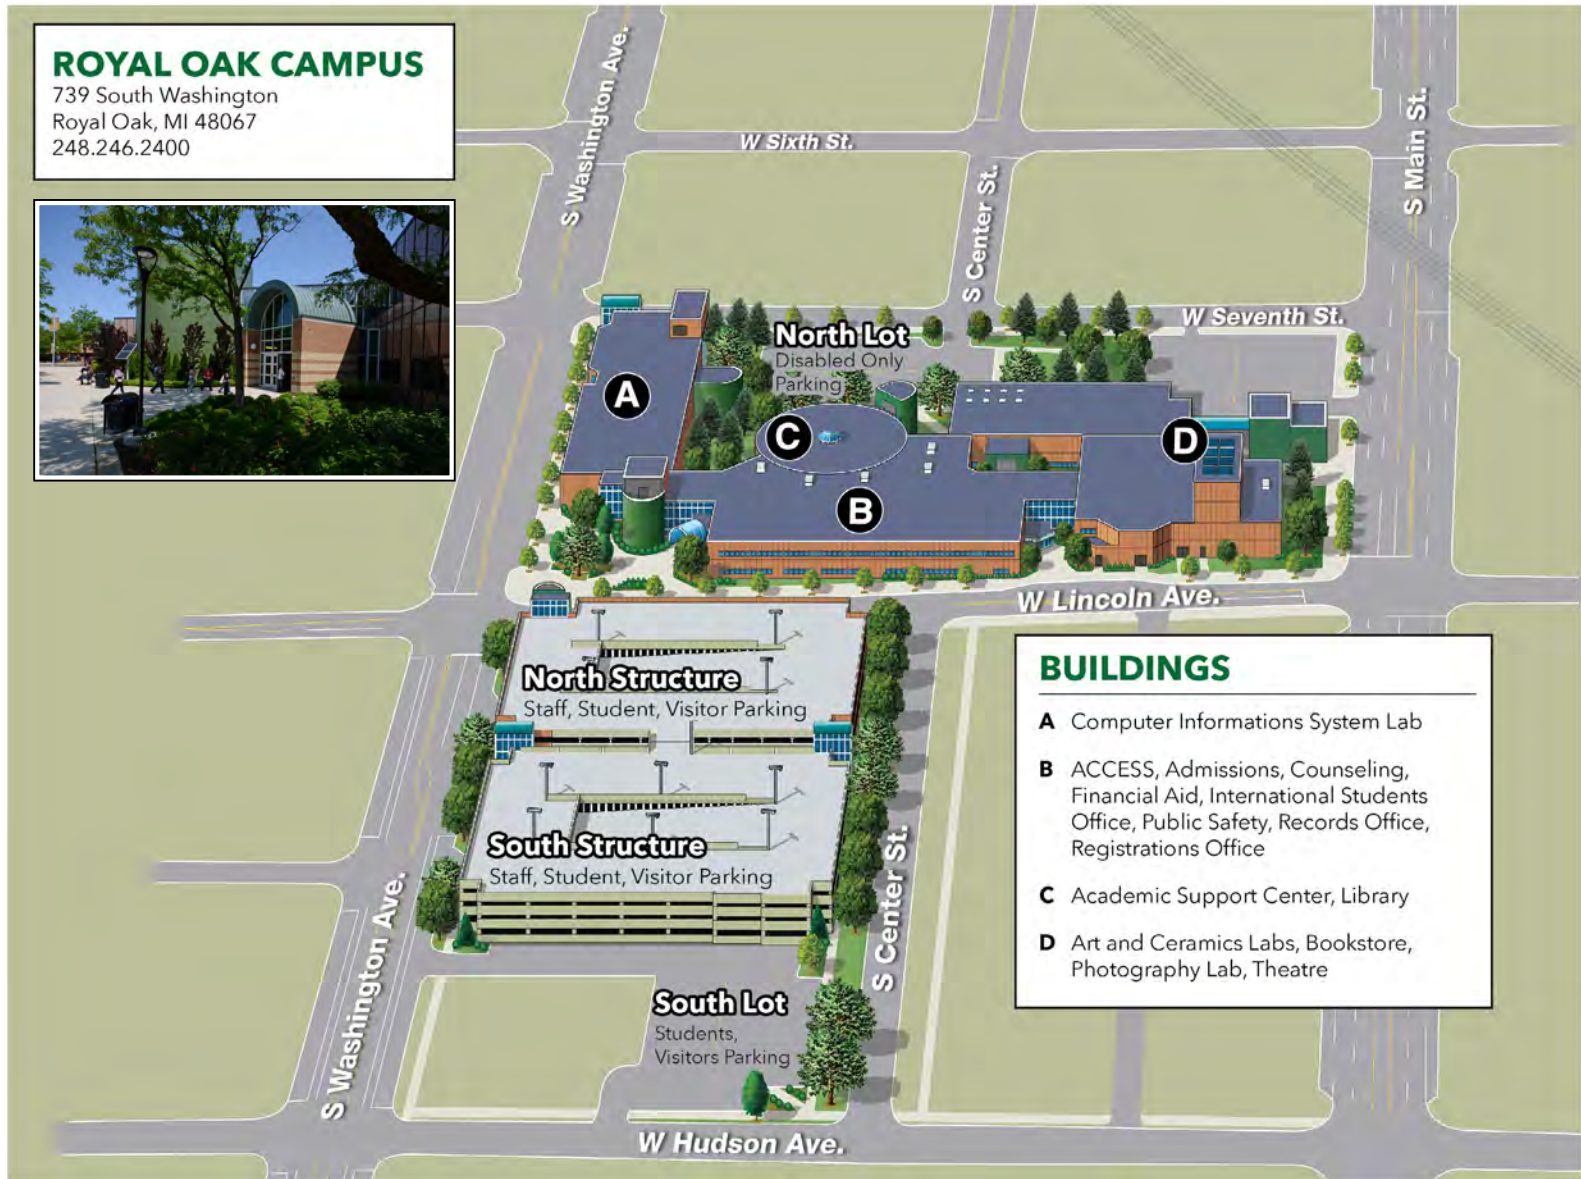 ROYAL OAK CAMPUS
739 South Washington
Royal Oak, MI 48067
248.246.2400
S Washington Ave.
W Sixth St.
S Center St.
S Main St.
W Seventh St.
North Lot
Disabled Only
Parking
A
C
D
B
W Lincoln Ave.
North Structure
Staff, Student, Visitor Parking
South Structure
Staff, Student, Visitor Parking
S Washington Ave.
S Center St.
South Lot
Students,
Visitors Parking
W Hudson Ave.
BUILDINGS
A Computer Informations System Lab
B ACCESS, Admissions, Counseling,
Financial Aid, International Students
Office, Public Safety, Records Office,
Registrations Office
C Academic Support Center, Library
D Art and Ceramics Labs, Bookstore,
Photography Lab, Theatre